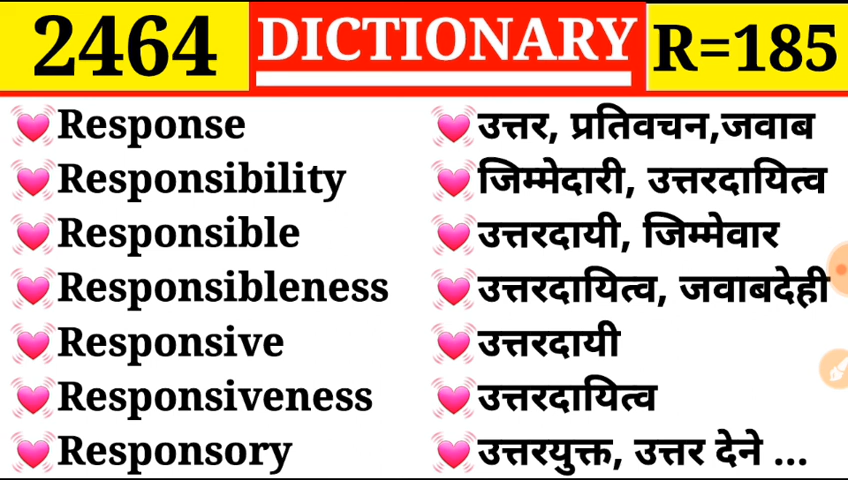 2464 DICTIONARY R=185
Response उत्तर, प्रतिवचन,जवाब
Responsibility जिम्मेदारी, उत्तरदायित्व
Responsible उत्तरदायी, जिम्मेवार
Responsibleness उत्तरदायित्व, जवाबदेही
Responsive उत्तरदायी
Responsiveness उत्तरदायित्व
Responsory उत्तरयुक्त, उत्तर देने ...